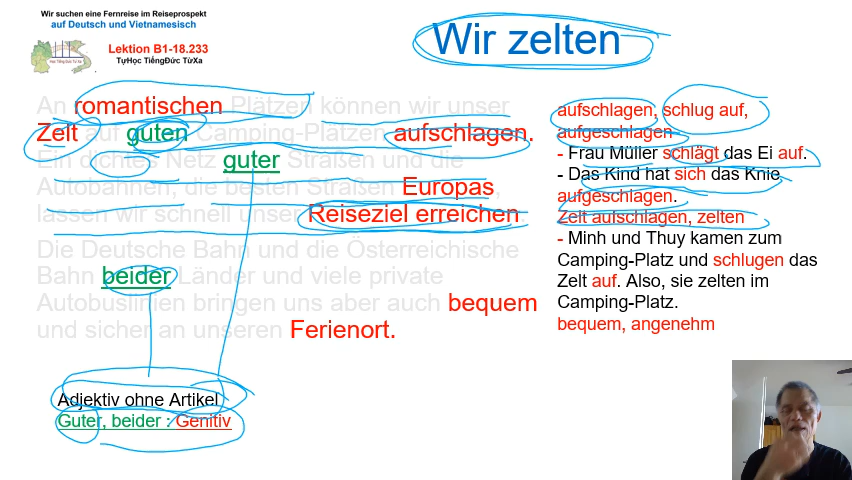 Wir suchen eine Fernreise im Reiseprospekt
auf Deutsch und Vietnamesisch
Lektion B1-18.233
TựHọc TiếngĐức TừXa
Wir zelten
An romantischen Plätzen können wir unser
Zelt auf guten Camping-Plätzen aufschlagen.
Ein dichtes Netz guter Straßen und die
Autobahnen die besten Straßen Europas
lassen wir schnell unser Reiseziel erreichen.
Die Deutsche Bahn und die Österreichische
Bahn beider Länder und viele private
Autobuslinien bringen uns aber auch bequem
und sicher an unseren Ferienort.
Adjektiv ohne Artikel
Guter, beider : Genitiv
aufschlagen, schlug auf,
aufgeschlagen
- Frau Müller schlägt das Ei auf.
- Das Kind hat sich das Knie
aufgeschlagen.
Zelt aufschlagen, zelten
- Minh und Thuy kamen zum
Camping-Platz und schlugen das
Zelt auf. Also, sie zelten im
Camping-Platz.
bequem, angenehm